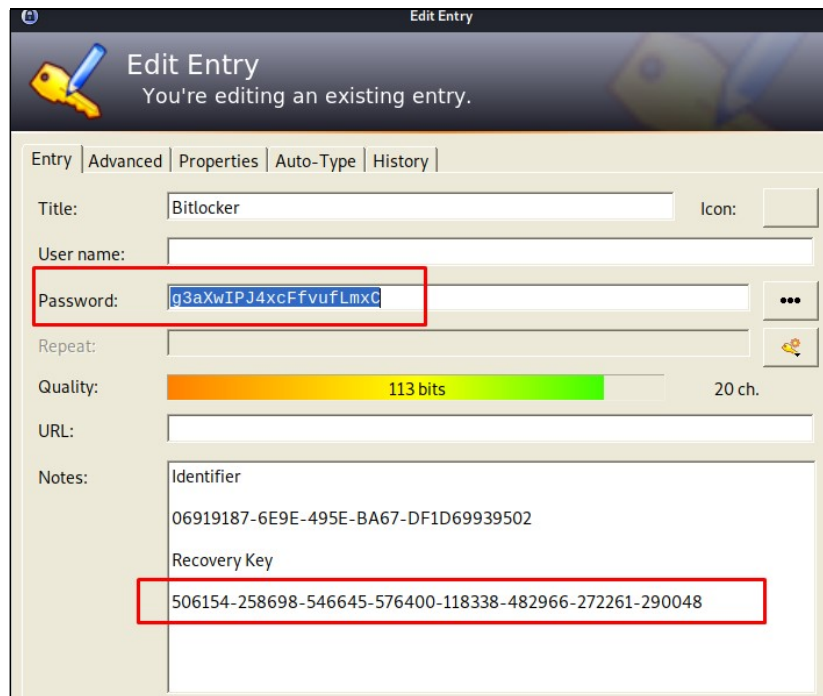 Edit Entry
Edit Entry
You're editing an existing entry.
Entry Advanced Properties Auto-Type History
Title: Bitlocker Icon:
User name:
Password: g3aXwIPJ4xcFfvufLmxC
Repeat:
Quality: 113 bits 20 ch.
URL:
Notes: Identifier
06919187-6E9E-495E-BA67-DF1D69939502
Recovery Key
506154-258698-546645-576400-118338-482966-272261-290048